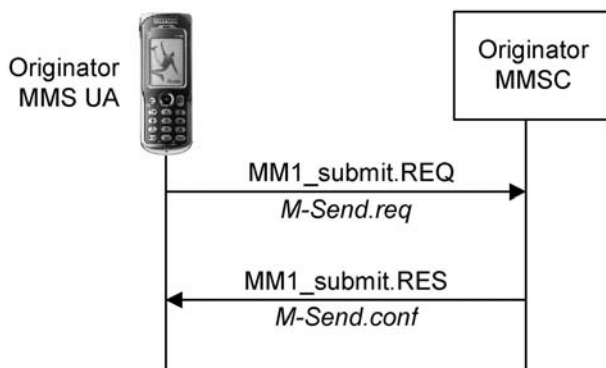 Originator
MMS UA
Originator
MMSC
MM1_submit.REQ
M-Send.req
MM1_submit.RES
M-Send.conf